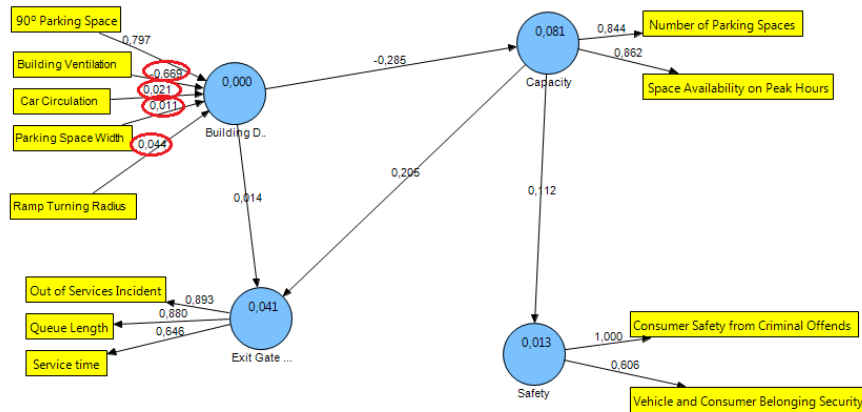 90º Parking Space
0,797
Building Ventilation
-0,669
Car Circulation
0,021
0,011
Parking Space Width
0,044
Ramp Turning Radius
0,000
Building D..
-0,285
0,081
Capacity
0,844
Number of Parking Spaces
0,862
Space Availability on Peak Hours
0,014
0,205
0,112
Out of Services Incident
0,893
Queue Length
0,880
Service time
0,646
0,041
Exit Gate ...
0,013
Safety
1,000
Consumer Safety from Criminal Offends
0,606
Vehicle and Consumer Belonging Security